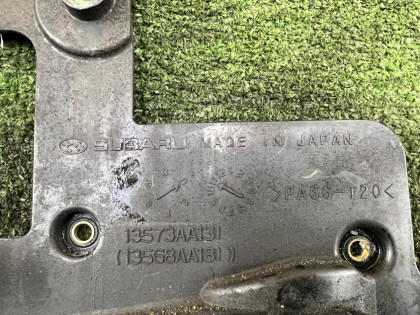 SUBARU MADE IN JAPAN
>PA66-T20<
13573AA131
(13568AA181)